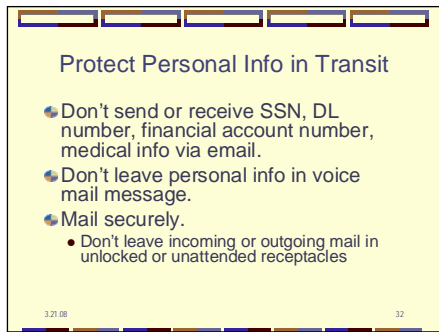 Protect Personal Info in Transit
Don't send or receive SSN, DL
number, financial account number,
medical info via email.
Don't leave personal info in voice
mail message.
Mail securely.
Don't leave incoming or outgoing mail in
unlocked or unattended receptacles
3.21.08
32